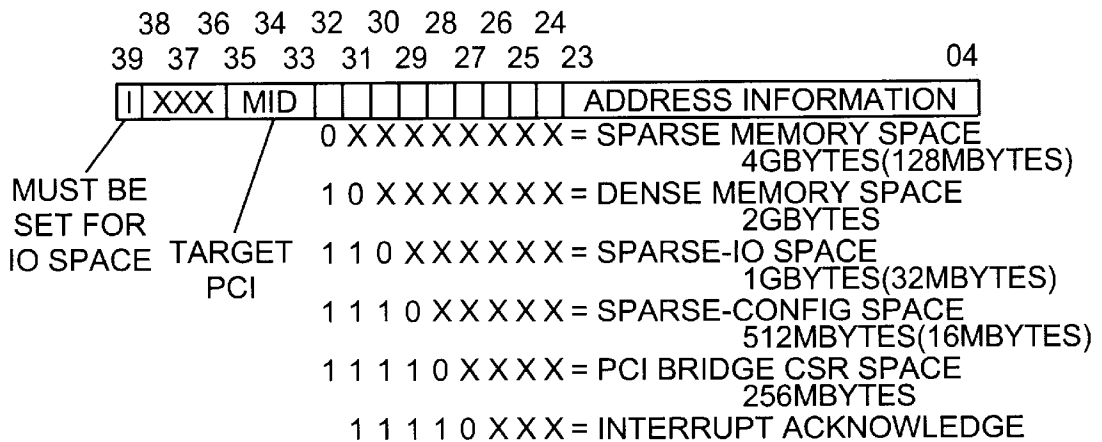 38 36 34 32 30 28 26 24
39 37 35 33 31 29 27 25 23 04
I XXX MID ADDRESS INFORMATION
0 X X X X X X X X = SPARSE MEMORY SPACE
4GBYTES(128MBYTES)
MUST BE SET FOR IO SPACE
1 0 X X X X X X X = DENSE MEMORY SPACE
2GBYTES
TARGET PCI
1 1 0 X X X X X X = SPARSE-IO SPACE
1GBYTES(32MBYTES)
1 1 1 0 X X X X X = SPARSE-CONFIG SPACE
512MBYTES(16MBYTES)
1 1 1 1 0 X X X X = PCI BRIDGE CSR SPACE
256MBYTES
1 1 1 1 0 X X X = INTERRUPT ACKNOWLEDGE